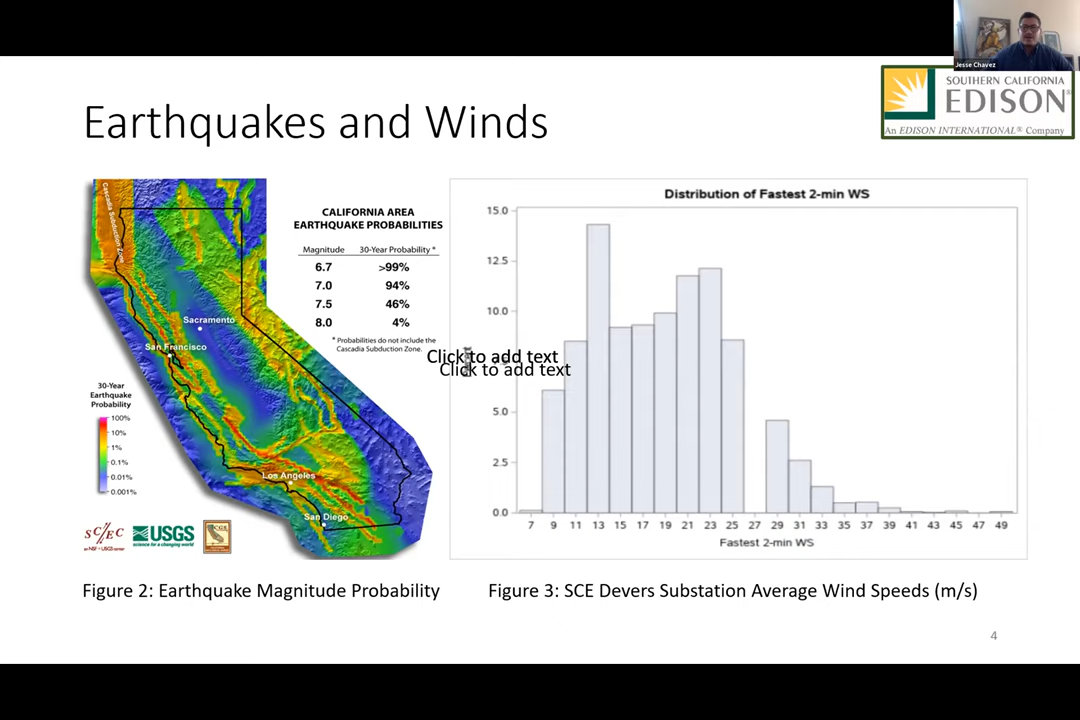 Jesse Chavez
SOUTHERN CALIFORNIA
EDISON®
An EDISON INTERNATIONAL® Company
Earthquakes and Winds
Cascadia Subduction Zone
CALIFORNIA AREA
EARTHQUAKE PROBABILITIES
Magnitude 30-Year Probability *
6.7 >99%
7.0 94%
7.5 46%
8.0 4%
* Probabilities do not include the
Cascadia Subduction Zone.
Sacramento
San Francisco
Los Angeles
San Diego
30-Year
Earthquake
Probability
100%
10%
1%
0.1%
0.01%
0.001%
SC/EC
an NSF + USGS center
USGS
science for a changing world
CGS
Distribution of Fastest 2-min WS
15.0
12.5
10.0
5.0
2.5
0.0
7 9 11 13 15 17 19 21 23 25 27 29 31 33 35 37 39 41 43 45 47 49
Fastest 2-min WS
Click to add text
Click to add text
Figure 2: Earthquake Magnitude Probability
Figure 3: SCE Devers Substation Average Wind Speeds (m/s)
4